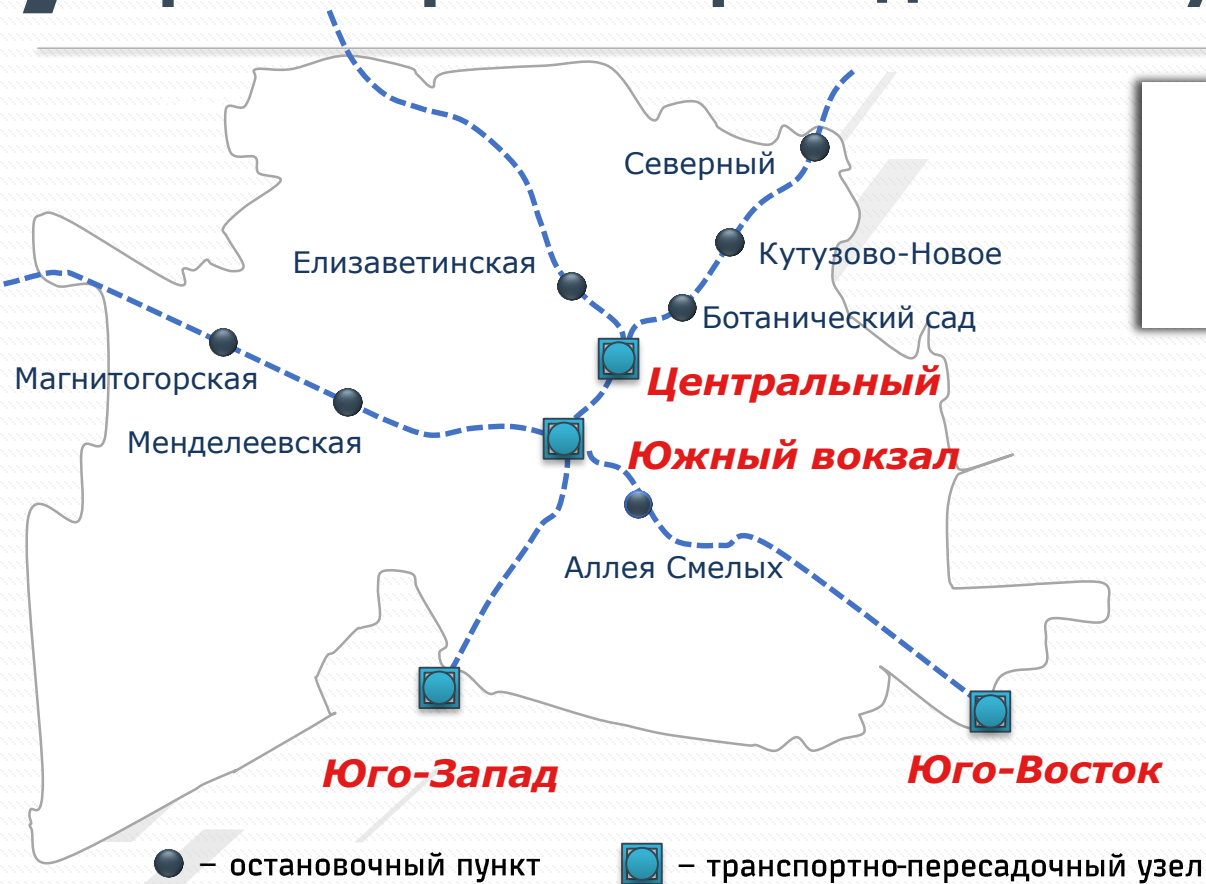 Северный
Кутузово-Новое
Елизаветинская
Ботанический сад
Магнитогорская
Центральный
Менделеевская
Южный вокзал
Аллея Смелых
Юго-Запад
Юго-Восток
– остановочный пункт
– транспортно-пересадочный узел